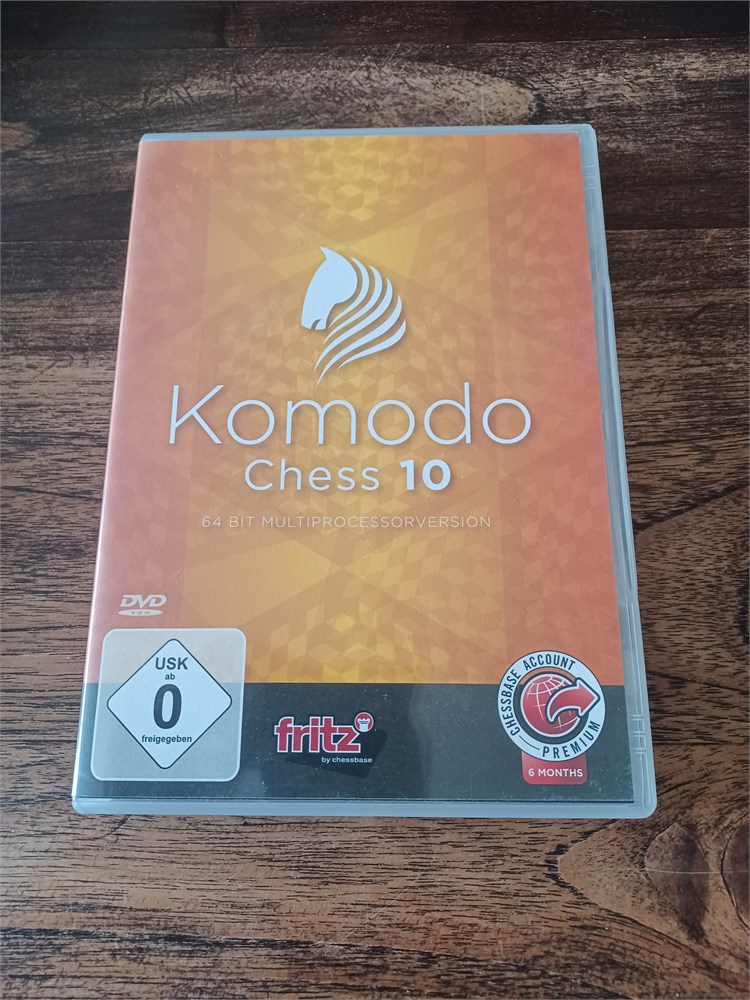 Komodo
Chess 10
64 BIT MULTIPROCESSORVERSION
DVD
ROM
USK
ab
0
freigegeben
fritz
by chessbase
CHESSBASE ACCOUNT
PREMIUM
6 MONTHS